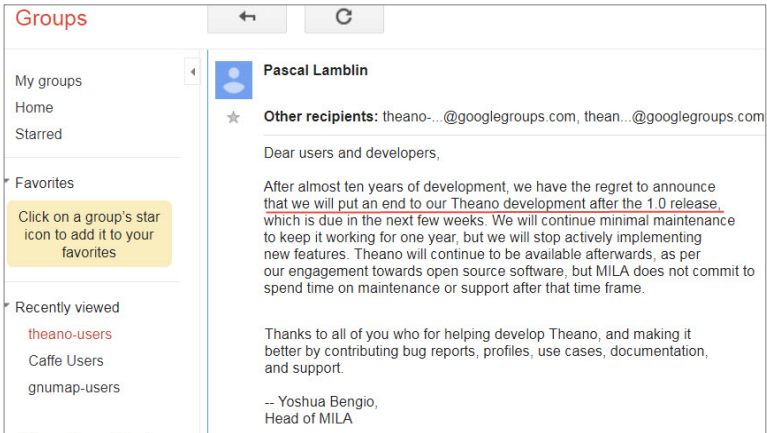 Groups
My groups
Home
Starred
Favorites
Click on a group's star
icon to add it to your
favorites
Recently viewed
theano-users
Caffe Users
gnumap-users
Pascal Lamblin
Other recipients: theano-...@googlegroups.com, thean...@googlegroups.com
Dear users and developers,
After almost ten years of development, we have the regret to announce
that we will put an end to our Theano development after the 1.0 release,
which is due in the next few weeks. We will continue minimal maintenance
to keep it working for one year, but we will stop actively implementing
new features. Theano will continue to be available afterwards, as per
our engagement towards open source software, but MILA does not commit to
spend time on maintenance or support after that time frame.
Thanks to all of you who for helping develop Theano, and making it
better by contributing bug reports, profiles, use cases, documentation,
and support.
-- Yoshua Bengio,
Head of MILA